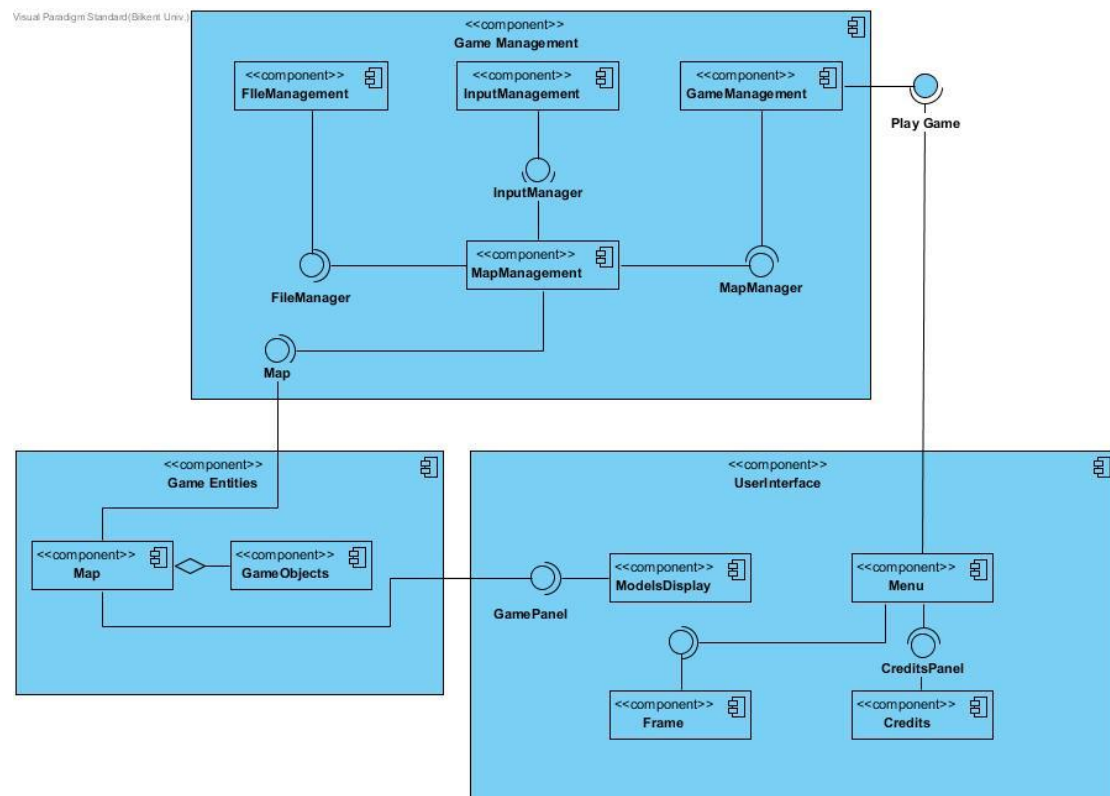 Visual Paradigm Standard(Bilkent Univ.)
<<component>>
Game Management
<<component>>
FIleManagement
<<component>>
InputManagement
<<component>>
GameManagement
Play Game
InputManager
<<component>>
MapManagement
FileManager
MapManager
Map
<<component>>
Game Entities
<<component>>
UserInterface
<<component>>
Map
<<component>>
GameObjects
<<component>>
ModelsDisplay
<<component>>
Menu
GamePanel
CreditsPanel
<<component>>
Frame
<<component>>
Credits